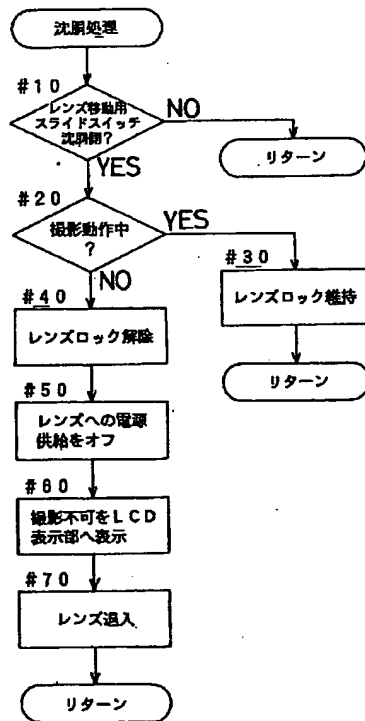 沈胴処理
#10
レンズ移動用
スライドスイッチ
沈胴側?
NO
リターン
YES
#20
撮影動作中
?
YES
#30
レンズロック維持
リターン
NO
#40
レンズロック解除
#50
レンズへの電源
供給をオフ
#60
撮影不可をLCD
表示部へ表示
#70
レンズ退入
リターン